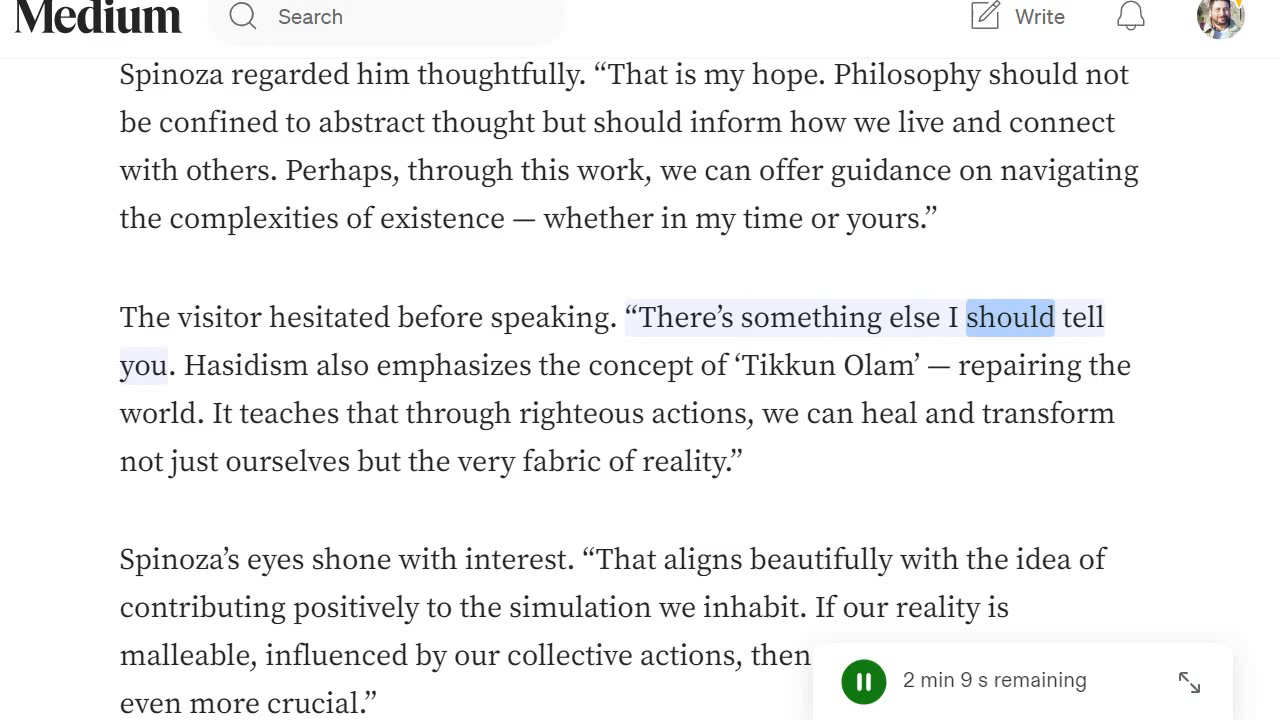 Medium
Search
Write
Spinoza regarded him thoughtfully. “That is my hope. Philosophy should not
be confined to abstract thought but should inform how we live and connect
with others. Perhaps, through this work, we can offer guidance on navigating
the complexities of existence — whether in my time or yours.”
The visitor hesitated before speaking. “There’s something else I should tell
you. Hasidism also emphasizes the concept of ‘Tikkun Olam’ — repairing the
world. It teaches that through righteous actions, we can heal and transform
not just ourselves but the very fabric of reality.”
Spinoza’s eyes shone with interest. “That aligns beautifully with the idea of
contributing positively to the simulation we inhabit. If our reality is
malleable, influenced by our collective actions, then
even more crucial.”
2 min 9 s remaining